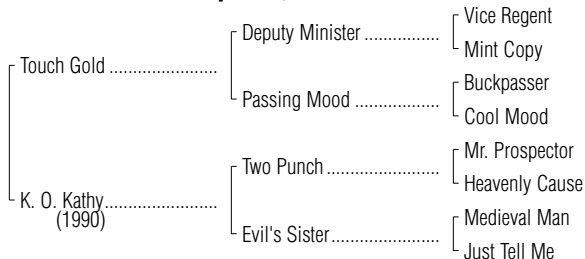 Vice Regent
Deputy Minister ................
Mint Copy
Touch Gold ......................
Buckpasser
Passing Mood .................
Cool Mood
Mr. Prospector
Two Punch .......................
Heavenly Cause
K. O. Kathy.......................
(1990)
Medieval Man
Evil's Sister......................
Just Tell Me